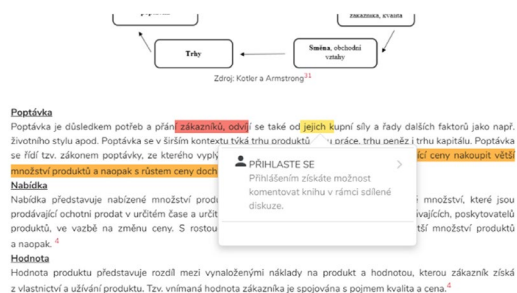 zákazníka, kvalita
Trhy
Směna, obchodní
vztahy
Zdroj: Kotler a Armstrong31
Poptávka
Poptávka je důsledkem potřeb a přání zákazníků, odvíjí se také od jejich kupní síly a řady dalších faktorů jako např.
životního stylu apod. Poptávka se v širším kontextu týká trhu produktů práce, trhu peněz i trhu kapitálu. Poptávka
se řídí tzv. zákonem poptávky, ze kterého vyplý ící ceny nakoupit větší
množství produktů a naopak s růstem ceny doch
PŘIHLASTE SE
Přihlášením získáte možnost
komentovat knihu v rámci sdílené
diskuze.
Nabídka
Nabídka představuje nabízené množství produ množství, které jsou
prodávající ochotni prodat v určitém čase a určit ávajících, poskytovatelů
produktů, ve vazbě na změnu ceny. S rostou tší množství produktů
a naopak. 4
Hodnota
Hodnota produktu představuje rozdíl mezi vynaloženými náklady na produkt a hodnotou, kterou zákazník získá
z vlastnictví a užívání produktu. Tzv. vnímaná hodnota zákazníka je spojována s pojmem kvalita a cena.4